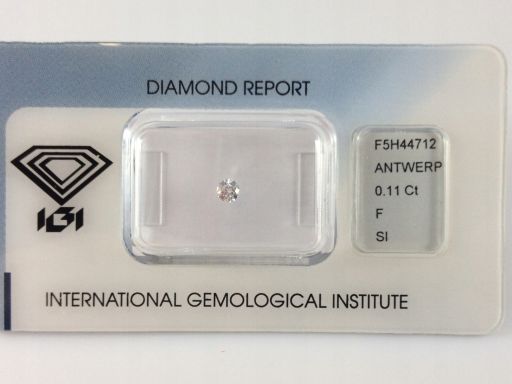 DIAMOND REPORT
IGI
F5H44712
ANTWERP
0.11 Ct
F
SI
INTERNATIONAL GEMOLOGICAL INSTITUTE